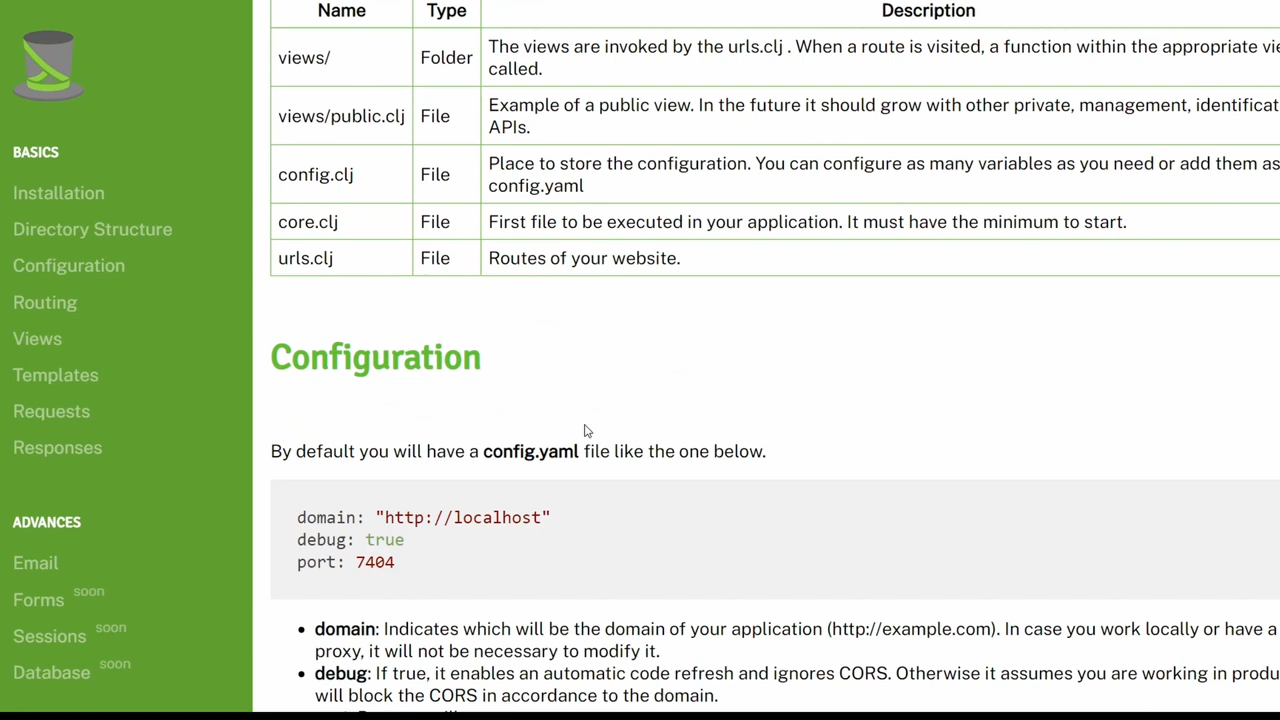 BASICS
Installation
Directory Structure
Configuration
Routing
Views
Templates
Requests
Responses
ADVANCES
Email
Forms soon
Sessions soon
Database soon
Name Type Description
views/ Folder The views are invoked by the urls.clj . When a route is visited, a function within the appropriate
called.
views/public.clj File Example of a public view. In the future it should grow with other private, management,
APIs.
config.clj File Place to store the configuration. You can configure as many variables as you need or add them as
config.yaml
core.clj File First file to be executed in your application. It must have the minimum to start.
urls.clj File Routes of your website.
Configuration
By default you will have a config.yaml file like the one below.
domain: "http://localhost"
debug: true
port: 7404
• domain: Indicates which will be the domain of your application (http://example.com). In case you work locally or have a
proxy, it will not be necessary to modify it.
• debug: If true, it enables an automatic code refresh and ignores CORS. Otherwise it assumes you are working in
will block the CORS in accordance to the domain.